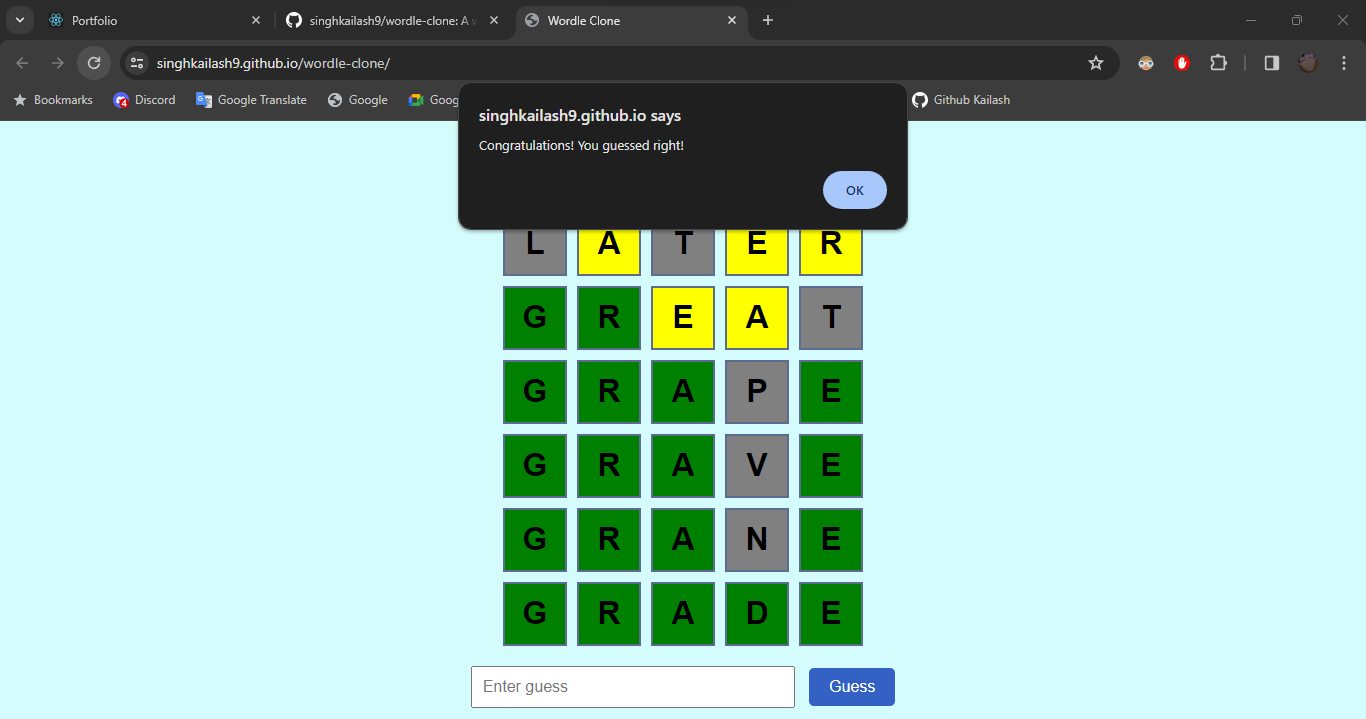 Portfolio
singhkailash9/wordle-clone: A
Wordle Clone
singhkailash9.github.io/wordle-clone/
Bookmarks Discord Google Translate Google Goog Github Kailash
singhkailash9.github.io says
Congratulations! You guessed right!
OK
L A T E R
G R E A T
G R A P E
G R A V E
G R A N E
G R A D E
Enter guess Guess